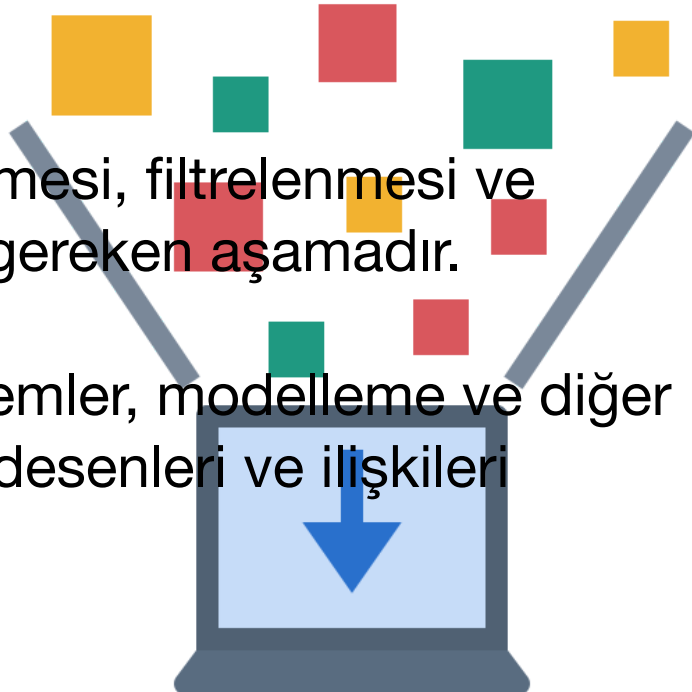 mesi, filtrelenmesi ve
gereken aşamadır.
emler, modelleme ve diğer
desenleri ve ilişkileri